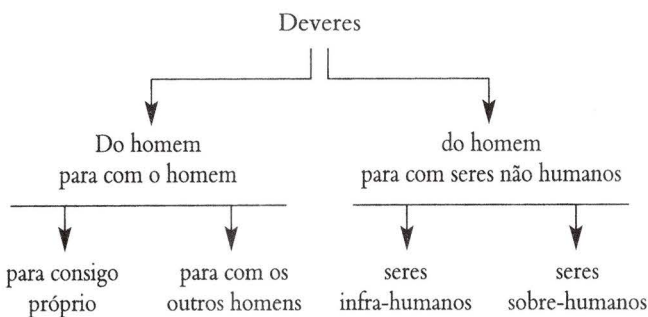 Deveres
Do homem
para com o homem
do homem
para com seres não humanos
para consigo
próprio
para com os
outros homens
seres
infra-humanos
seres
sobre-humanos